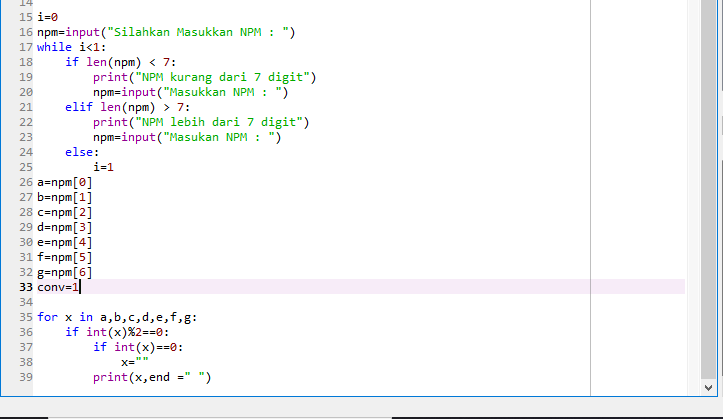 14
15 i=0
16 npm=input("Silahkan Masukkan NPM : ")
17 while i<1:
18     if len(npm) < 7:
19         print("NPM kurang dari 7 digit")
20         npm=input("Masukkan NPM : ")
21     elif len(npm) > 7:
22         print("NPM lebih dari 7 digit")
23         npm=input("Masukan NPM : ")
24     else:
25         i=1
26 a=npm[0]
27 b=npm[1]
28 c=npm[2]
29 d=npm[3]
30 e=npm[4]
31 f=npm[5]
32 g=npm[6]
33 conv=1
34
35 for x in a,b,c,d,e,f,g:
36     if int(x)%2==0:
37         if int(x)==0:
38             x=""
39         print(x,end =" ")